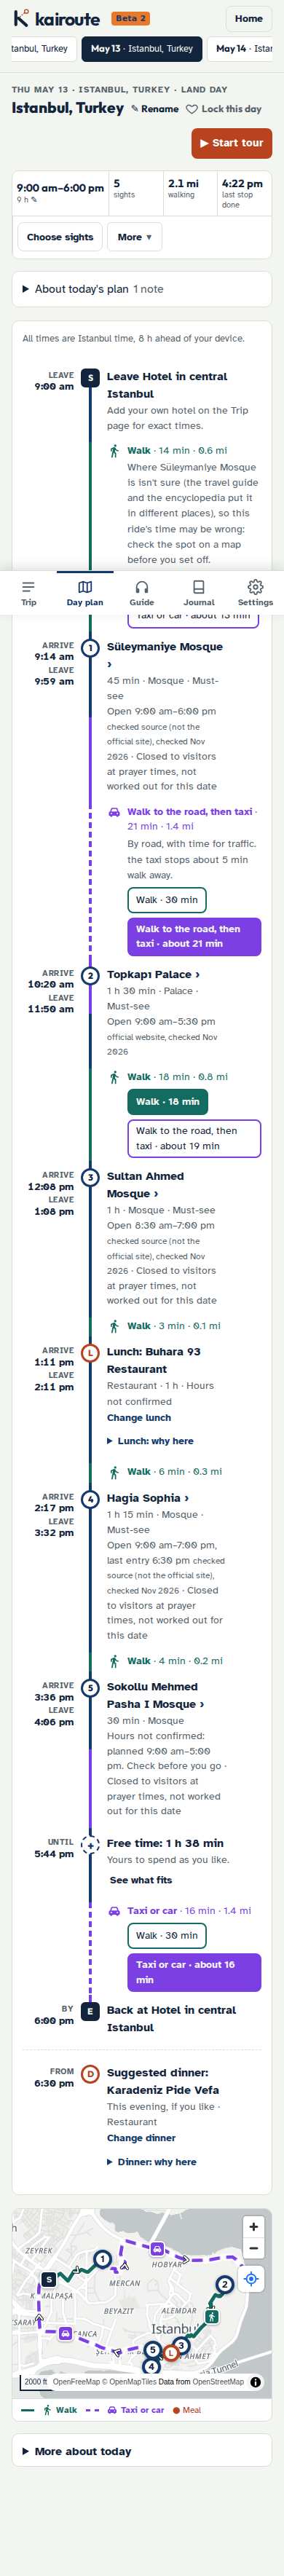 kairoute Beta 2 Home
tanbul, Turkey May 13 · Istanbul, Turkey May 14 · Istan
THU MAY 13 · ISTANBUL, TURKEY · LAND DAY
Istanbul, Turkey ✎ Rename Lock this day
▶ Start tour
9:00 am–6:00 pm
9 h ✎
5
sights
2.1 mi
walking
4:22 pm
last stop
done
Choose sights More ▾
▶ About today's plan 1 note
All times are Istanbul time, 8 h ahead of your device.
LEAVE
9:00 am
S
Leave Hotel in central
Istanbul
Add your own hotel on the Trip
page for exact times.
Walk · 14 min · 0.6 mi
Where Süleymaniye Mosque
is isn't sure (the travel guide
and the encyclopedia put it
in different places), so this
ride's time may be wrong:
check the spot on a map
before you set off.
Trip Day plan Guide Journal Settings
Taxi or car · about 13 min
ARRIVE
9:14 am
LEAVE
9:59 am
1
Süleymaniye Mosque
›
45 min · Mosque · Must-
see
Open 9:00 am–6:00 pm
checked source (not the
official site), checked Nov
2026 · Closed to visitors
at prayer times, not
worked out for this date
Walk to the road, then taxi ·
21 min · 1.4 mi
By road, with time for traffic.
the taxi stops about 5 min
walk away.
Walk · 30 min
Walk to the road, then
taxi · about 21 min
ARRIVE
10:20 am
LEAVE
11:50 am
2
Topkapı Palace ›
1 h 30 min · Palace ·
Must-see
Open 9:00 am–5:30 pm
official website, checked Nov
2026
Walk · 18 min · 0.8 mi
Walk · 18 min
Walk to the road, then
taxi · about 19 min
ARRIVE
12:08 pm
LEAVE
1:08 pm
3
Sultan Ahmed
Mosque ›
1 h · Mosque · Must-see
Open 8:30 am–7:00 pm
checked source (not the
official site), checked Nov
2026 · Closed to visitors
at prayer times, not
worked out for this date
Walk · 3 min · 0.1 mi
ARRIVE
1:11 pm
LEAVE
2:11 pm
L
Lunch: Buhara 93
Restaurant
Restaurant · 1 h · Hours
not confirmed
Change lunch
▶ Lunch: why here
Walk · 6 min · 0.3 mi
ARRIVE
2:17 pm
LEAVE
3:32 pm
4
Hagia Sophia ›
1 h 15 min · Mosque ·
Must-see
Open 9:00 am–7:00 pm,
last entry 6:30 pm checked
source (not the official site),
checked Nov 2026 · Closed
to visitors at prayer
times, not worked out for
this date
Walk · 4 min · 0.2 mi
ARRIVE
3:36 pm
LEAVE
4:06 pm
5
Sokollu Mehmed
Pasha I Mosque ›
30 min · Mosque
Hours not confirmed:
planned 9:00 am–5:00
pm. Check before you go ·
Closed to visitors at
prayer times, not worked
out for this date
UNTIL
5:44 pm
+
Free time: 1 h 38 min
Yours to spend as you like.
See what fits
Taxi or car · 16 min · 1.4 mi
Walk · 30 min
Taxi or car · about 16
min
BY
6:00 pm
E
Back at Hotel in central
Istanbul
FROM
6:30 pm
D
Suggested dinner:
Karadeniz Pide Vefa
This evening, if you like ·
Restaurant
Change dinner
▶ Dinner: why here
h
ZEYREK
HOBYAR
MERCAN
BEYAZIT
ALEMDAR
Istanbul
S 1 2 3 L 5 4
+
−
2000 ft OpenFreeMap © OpenMapTiles Data from OpenStreetMap
Walk Taxi or car Meal
▶ More about today